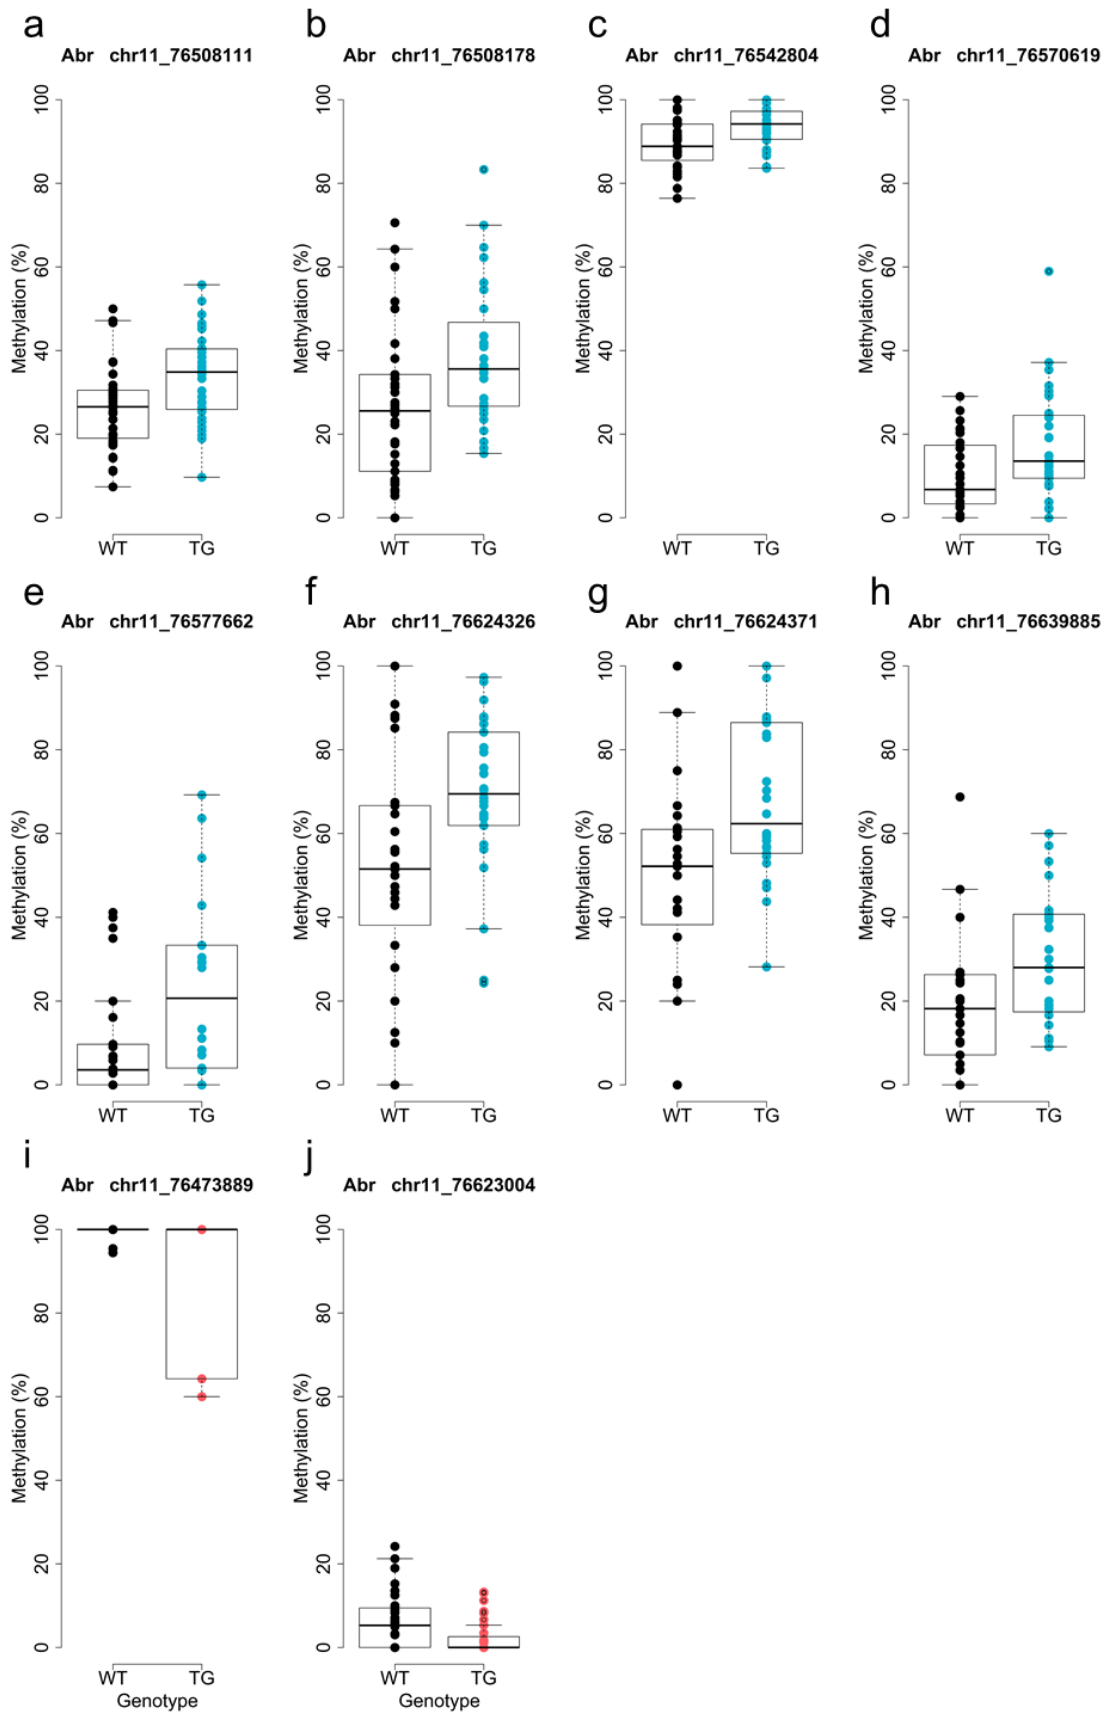 a
Abr chr11_76508111
Methylation (%)
0 20 40 60 80 100
WT TG
b
Abr chr11_76508178
Methylation (%)
0 20 40 60 80 100
WT TG
c
Abr chr11_76542804
Methylation (%)
0 20 40 60 80 100
WT TG
d
Abr chr11_76570619
Methylation (%)
0 20 40 60 80 100
WT TG
e
Abr chr11_76577662
Methylation (%)
0 20 40 60 80 100
WT TG
f
Abr chr11_76624326
Methylation (%)
0 20 40 60 80 100
WT TG
g
Abr chr11_76624371
Methylation (%)
0 20 40 60 80 100
WT TG
h
Abr chr11_76639885
Methylation (%)
0 20 40 60 80 100
WT TG
i
Abr chr11_76473889
Methylation (%)
0 20 40 60 80 100
WT TG
Genotype
j
Abr chr11_76623004
Methylation (%)
0 20 40 60 80 100
WT TG
Genotype